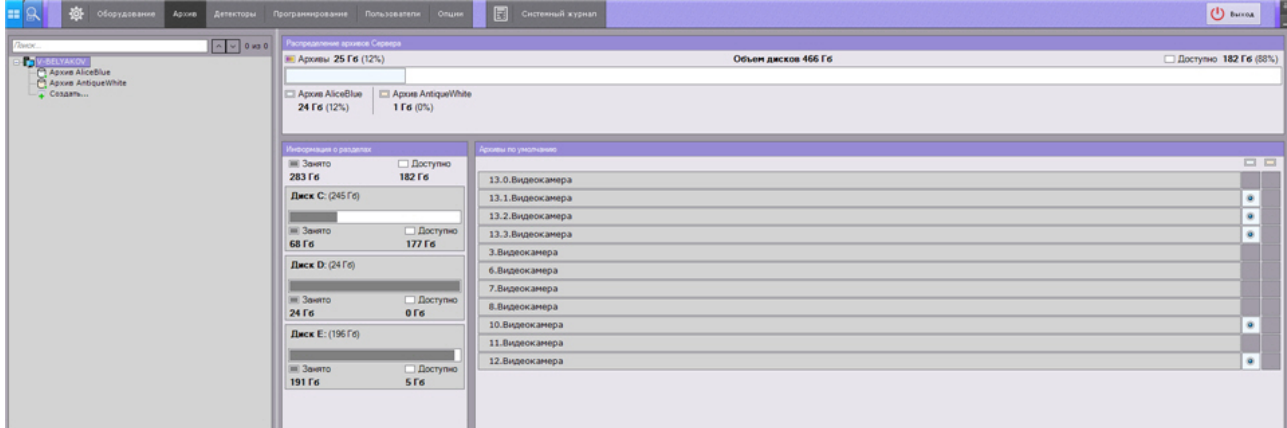 Оборудование Архив Детекторы Программирование Пользователи Опции Системный журнал Выход
Поиск... 0 из 0
V-BELYAKOV
Архив AliceBlue
Архив AntiqueWhite
Создать...
Распределение архивов Сервера
Архивы 25 Гб (12%) Объем дисков 466 Гб Доступно 182 Гб (88%)
Архив AliceBlue Архив AntiqueWhite
24 Гб (12%) 1 Гб (0%)
Информация о разделах
Занято Доступно
283 Гб 182 Гб
Диск C: (245 Гб)
Занято Доступно
68 Гб 177 Гб
Диск D: (24 Гб)
Занято Доступно
24 Гб 0 Гб
Диск E: (196 Гб)
Занято Доступно
191 Гб 5 Гб
Архивы по умолчанию
13.0.Видеокамера
13.1.Видеокамера
13.2.Видеокамера
13.3.Видеокамера
3.Видеокамера
6.Видеокамера
7.Видеокамера
8.Видеокамера
10.Видеокамера
11.Видеокамера
12.Видеокамера